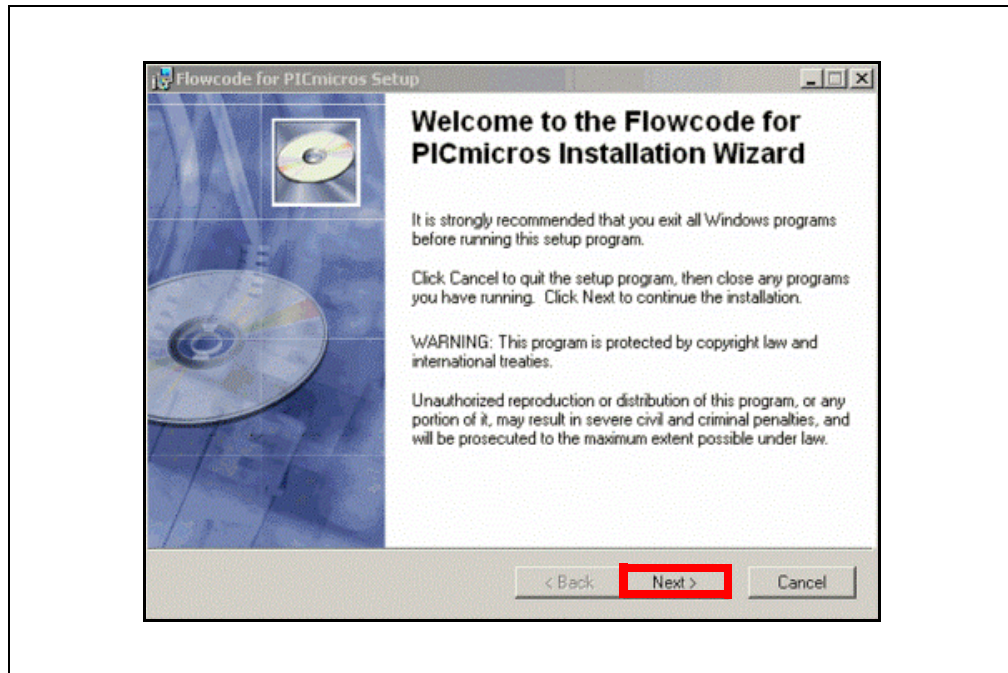 Flowcode for PICmicros Setup
Welcome to the Flowcode for
PICmicros Installation Wizard
It is strongly recommended that you exit all Windows programs
before running this setup program.
Click Cancel to quit the setup program, then close any programs
you have running. Click Next to continue the installation.
WARNING: This program is protected by copyright law and
international treaties.
Unauthorized reproduction or distribution of this program, or any
portion of it, may result in severe civil and criminal penalties, and
will be prosecuted to the maximum extent possible under law.
< Back Next > Cancel